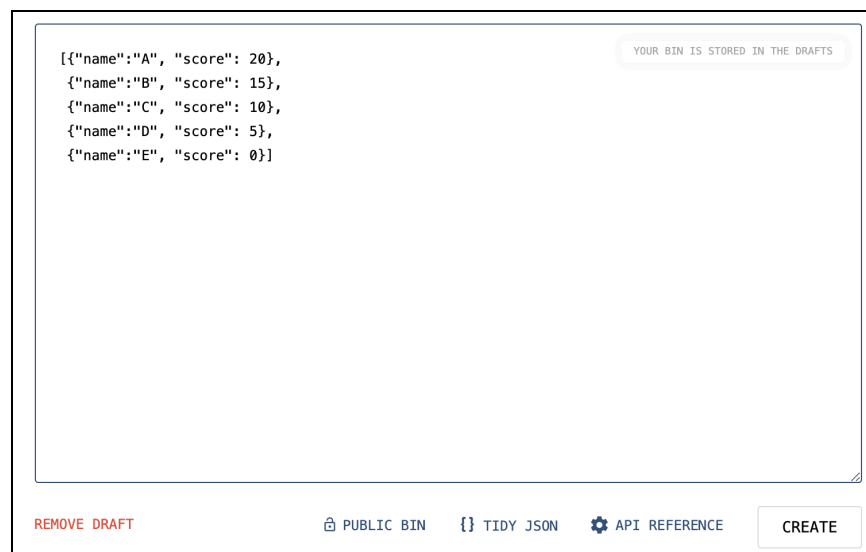 [{"name":"A", "score": 20},
YOUR BIN IS STORED IN THE DRAFTS
{"name":"B", "score": 15},
{"name":"C", "score": 10},
{"name":"D", "score": 5},
{"name":"E", "score": 0}]
REMOVE DRAFT
PUBLIC BIN
{} TIDY JSON
API REFERENCE
CREATE